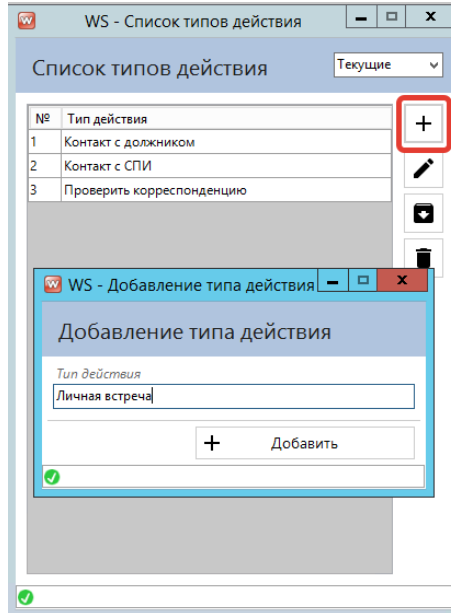 WS - Список типов действия
Список типов действия
Текущие
№ Тип действия
1 Контакт с должником
2 Контакт с СПИ
3 Проверить корреспонденцию
WS - Добавление типа действия
Добавление типа действия
Тип действия
Личная встреча
Добавить